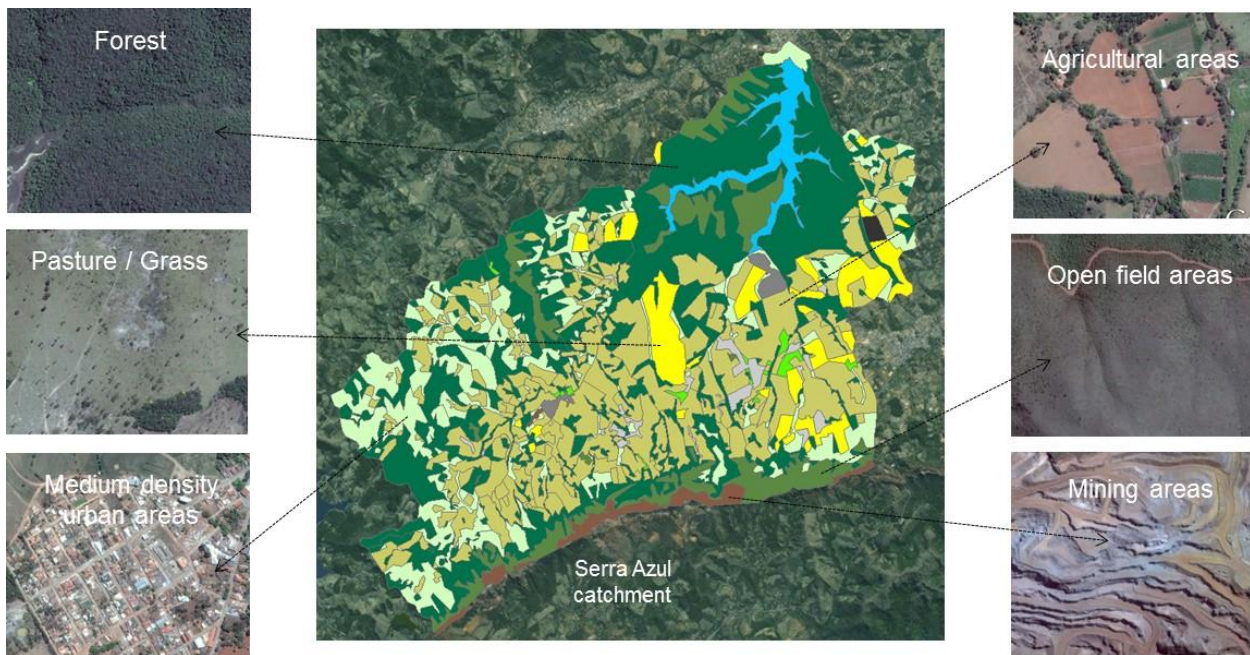 Forest
Pasture / Grass
Medium density
urban areas
Serra Azul
catchment
Agricultural areas
Open field areas
Mining areas